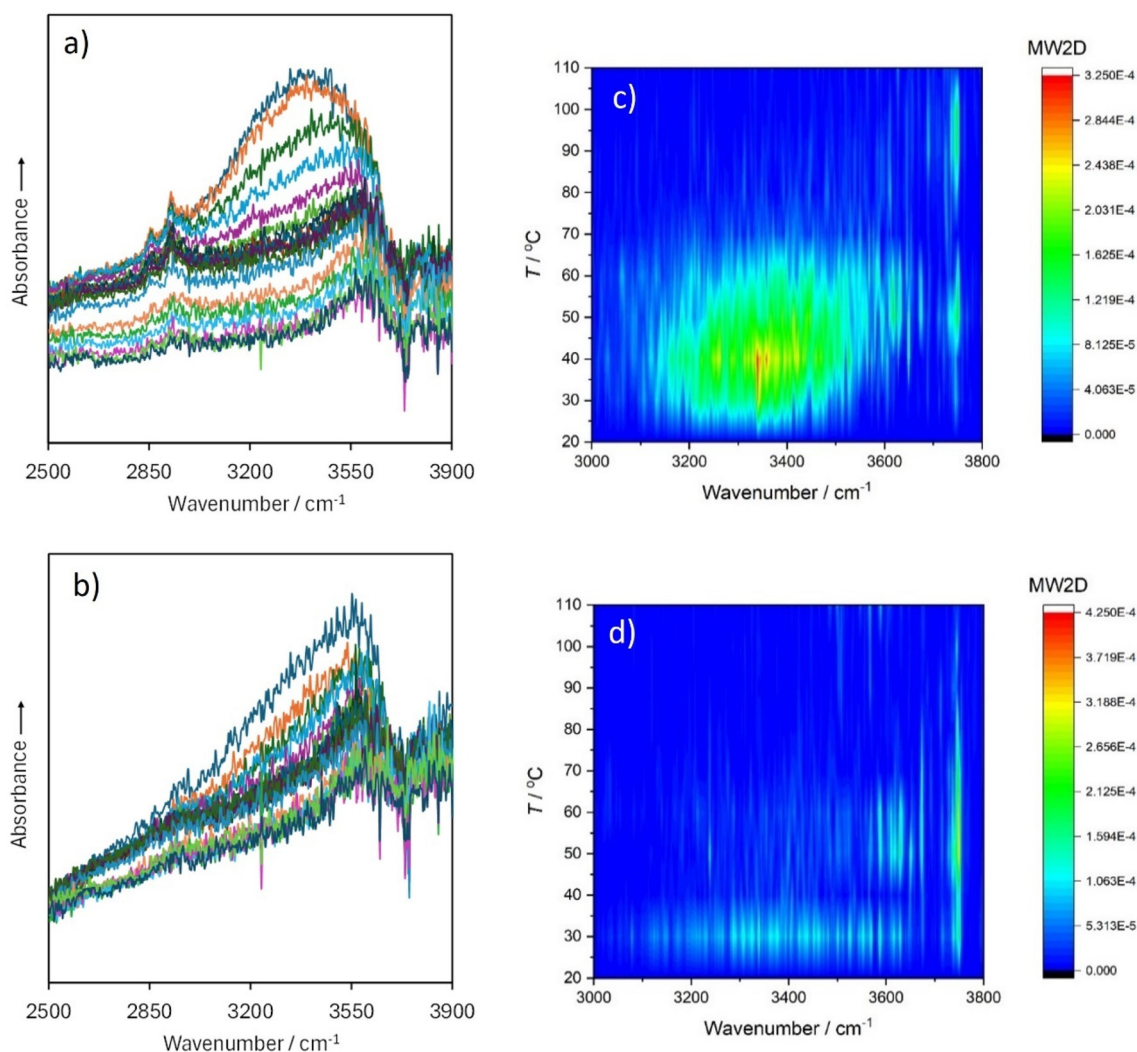 a)
Absorbance ⟶
2500 2850 3200 3550 3900
Wavenumber / cm⁻¹
c)
T / °C
110
100
90
80
70
60
50
40
30
20
3000 3200 3400 3600 3800
Wavenumber / cm⁻¹
MW2D
3.250E-4
2.844E-4
2.438E-4
2.031E-4
1.625E-4
1.219E-4
8.125E-5
4.063E-5
0.000
b)
Absorbance ⟶
2500 2850 3200 3550 3900
Wavenumber / cm⁻¹
d)
T / °C
110
100
90
80
70
60
50
40
30
20
3000 3200 3400 3600 3800
Wavenumber / cm⁻¹
MW2D
4.250E-4
3.719E-4
3.188E-4
2.656E-4
2.125E-4
1.594E-4
1.063E-4
5.313E-5
0.000